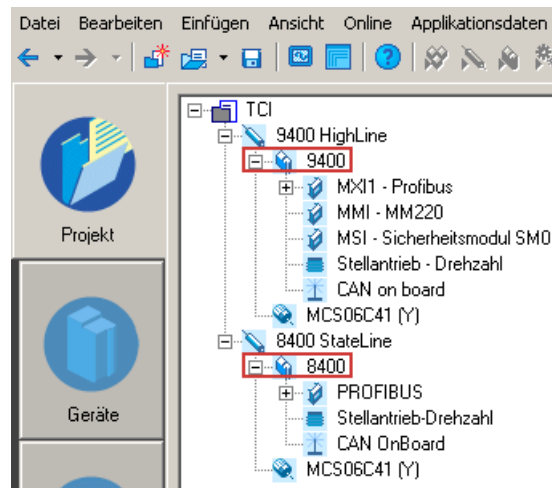 Datei Bearbeiten Einfügen Ansicht Online Applikationsdaten
TCI
9400 HighLine
9400
MXI1 - Profibus
MMI - MM220
MSI - Sicherheitsmodul SM0
Stellantrieb - Drehzahl
CAN on board
MCS06C41 (Y)
8400 StateLine
8400
PROFIBUS
Stellantrieb-Drehzahl
CAN OnBoard
MCS06C41 (Y)
Projekt
Geräte